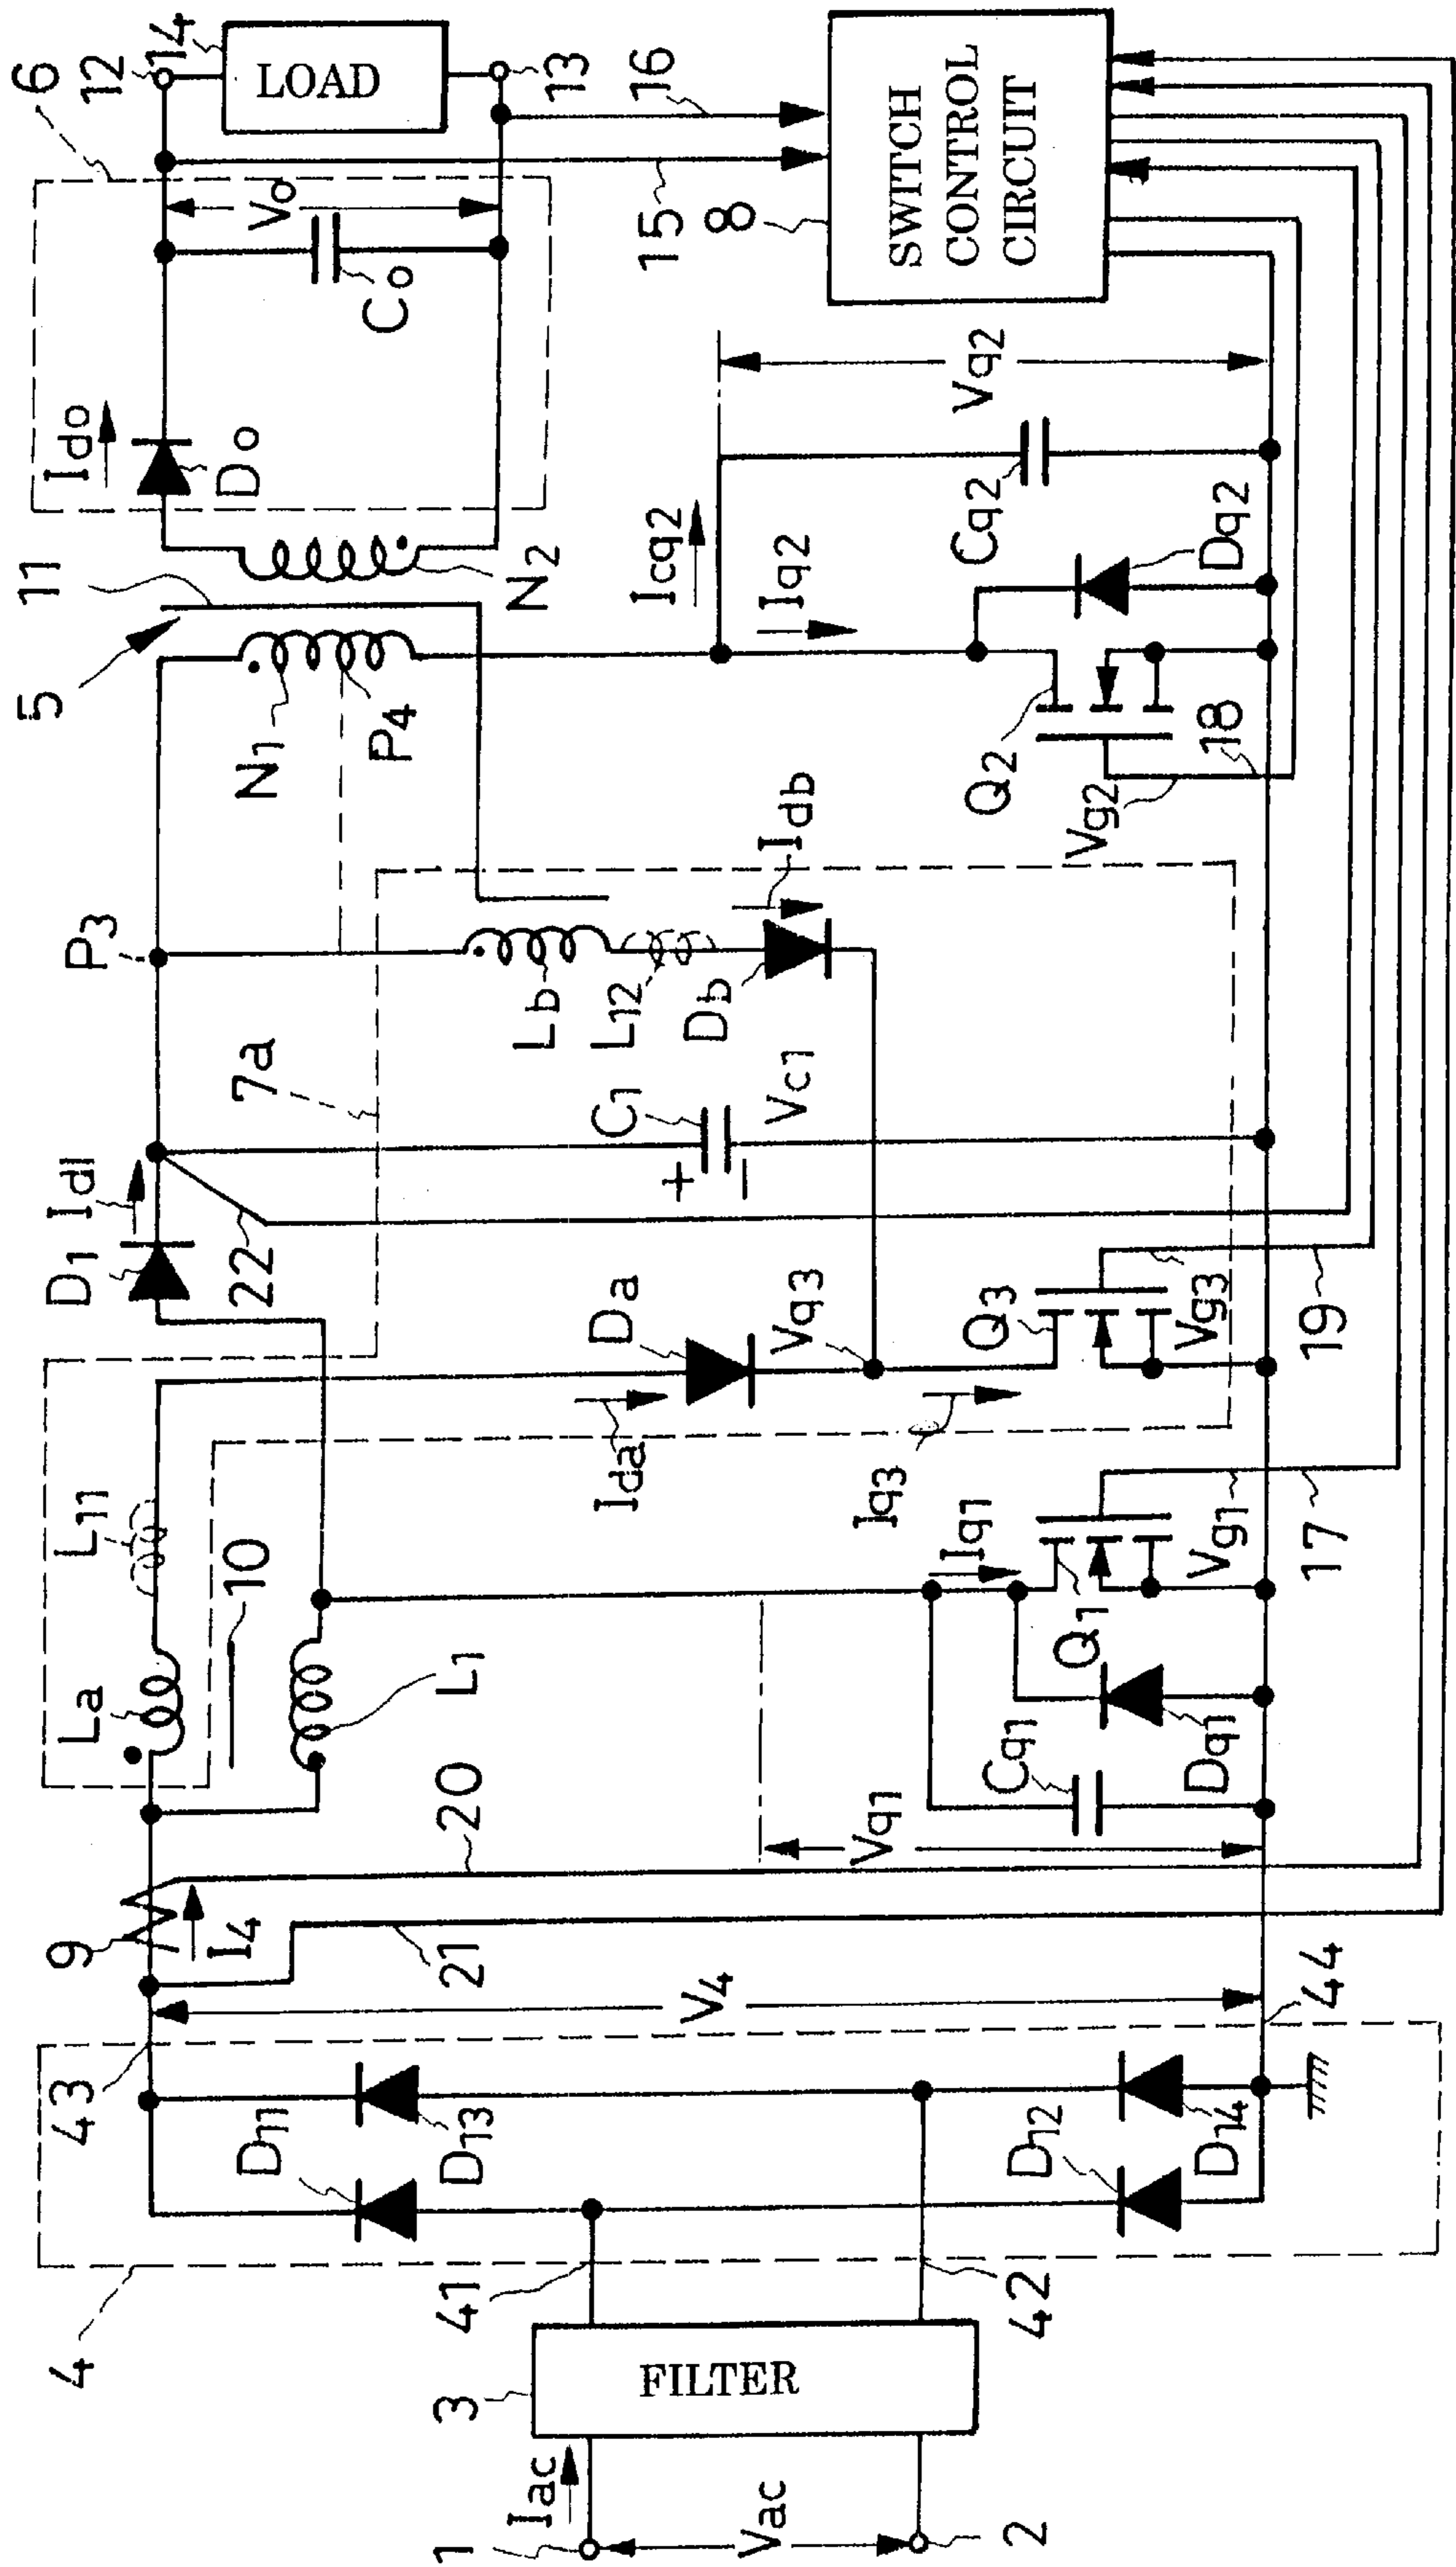 6
12
14
LOAD
13
16
15
8
SWITCH
CONTROL
CIRCUIT
Vo
Co
Ido
Do
5
11
N2
N1
P4
Icq2
Iq2
Vq2
Cq2
Dq2
Q2
18
Vg2
P3
7a
Idb
Lb
L12
Db
C1
Vc1
+
−
D1
Id1
22
Da
Vq3
Q3
Vg3
19
Ida
Iq3
Iq1
Vg1
17
Q1
L11
10
La
L1
20
Cq1
Dq1
Vq1
9
I4
21
V4
44
43
D11
D13
D12
D14
4
41
42
3
FILTER
Iac
Vac
1
2